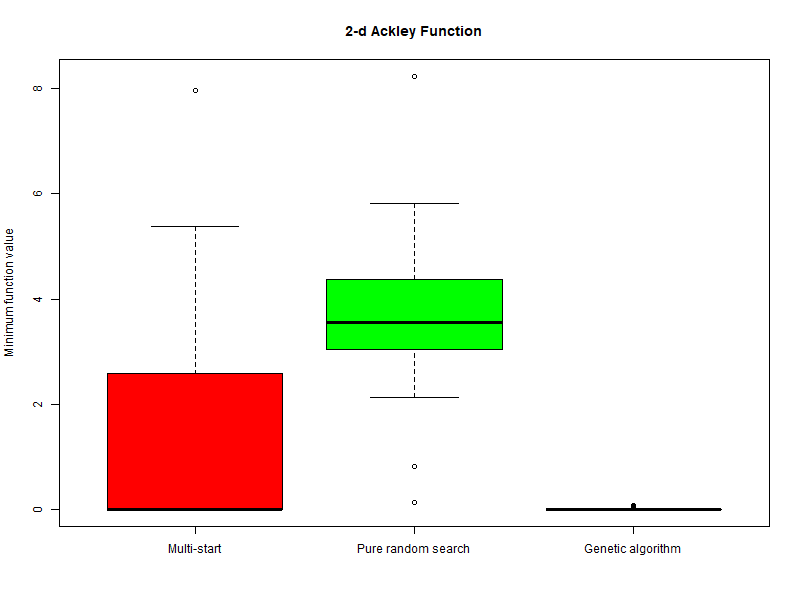 2-d Ackley Function
Minimum function value
8
6
4
2
0
Multi-start
Pure random search
Genetic algorithm